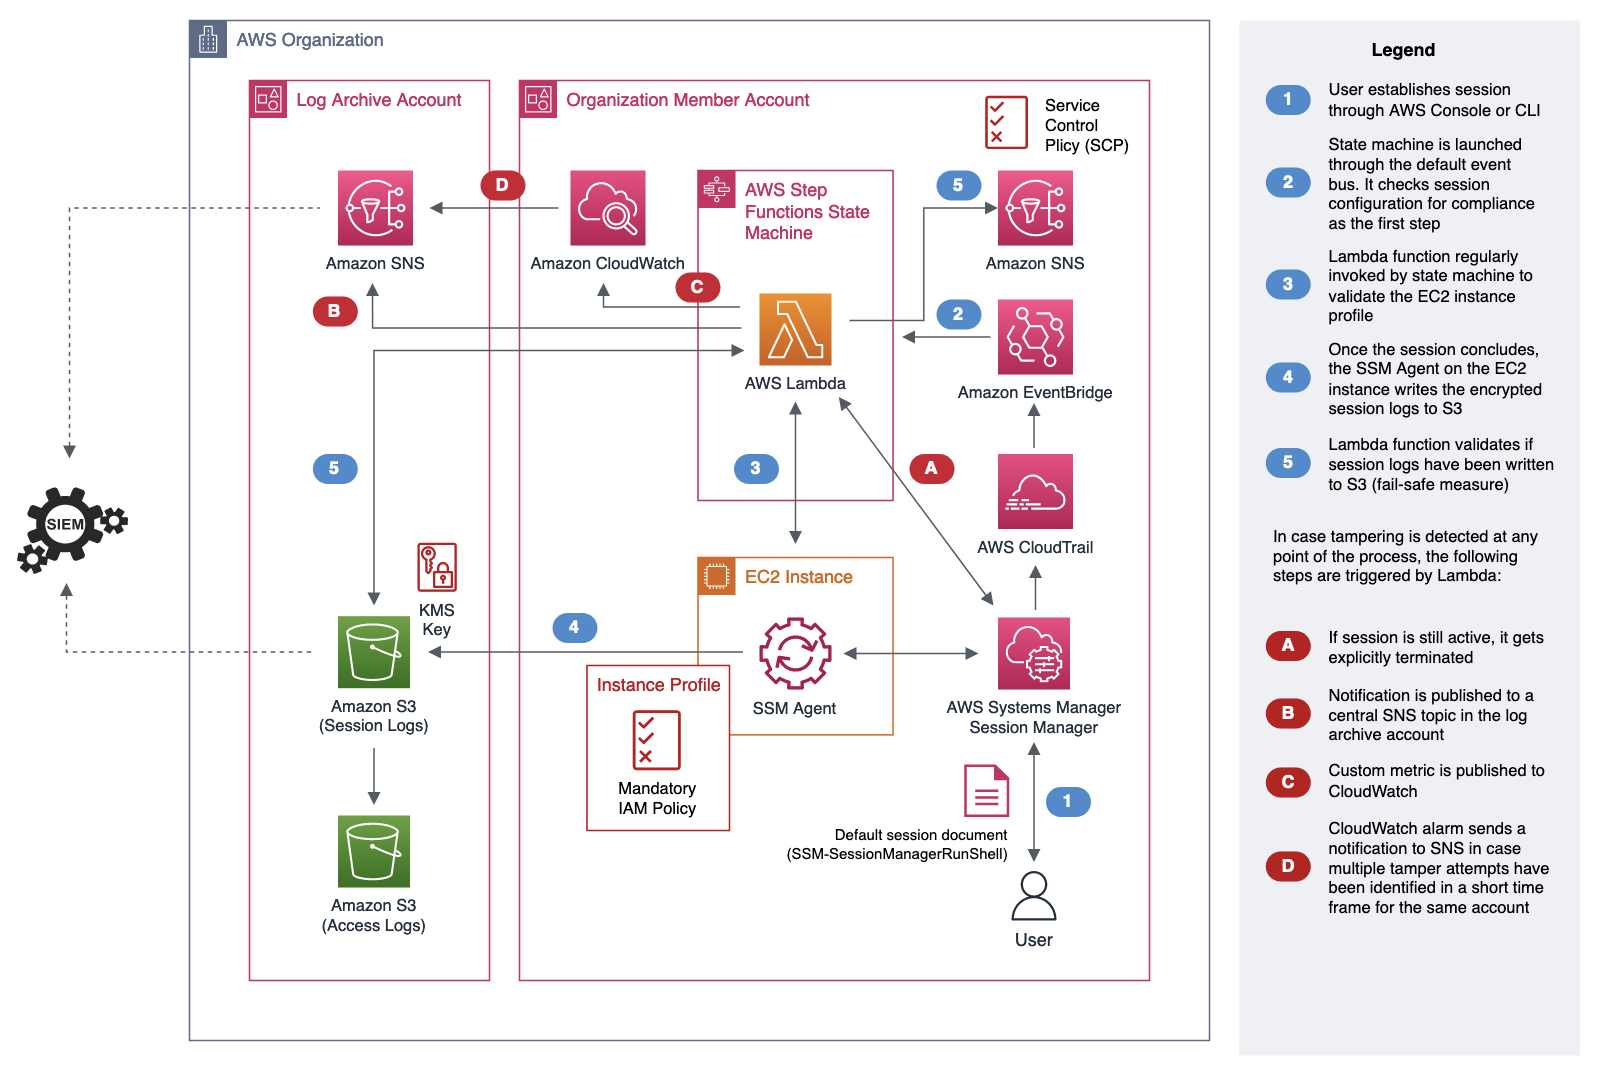 AWS Organization
Log Archive Account
Organization Member Account
Service
Control
Plicy (SCP)
D
5
AWS Step
Functions State
Machine
Amazon SNS
Amazon CloudWatch
Amazon SNS
C
B
2
AWS Lambda
Amazon EventBridge
5
3
A
SIEM
AWS CloudTrail
KMS
Key
EC2 Instance
4
Instance Profile
SSM Agent
Amazon S3
(Session Logs)
AWS Systems Manager
Session Manager
Mandatory
IAM Policy
1
Default session document
(SSM-SessionManagerRunShell)
Amazon S3
(Access Logs)
User
Legend
1
User establishes session
through AWS Console or CLI
2
State machine is launched
through the default event
bus. It checks session
configuration for compliance
as the first step
3
Lambda function regularly
invoked by state machine to
validate the EC2 instance
profile
4
Once the session concludes,
the SSM Agent on the EC2
instance writes the encrypted
session logs to S3
5
Lambda function validates if
session logs have been written
to S3 (fail-safe measure)
In case tampering is detected at any
point of the process, the following
steps are triggered by Lambda:
A
If session is still active, it gets
explicitly terminated
B
Notification is published to a
central SNS topic in the log
archive account
C
Custom metric is published to
CloudWatch
D
CloudWatch alarm sends a
notification to SNS in case
multiple tamper attempts have
been identified in a short time
frame for the same account